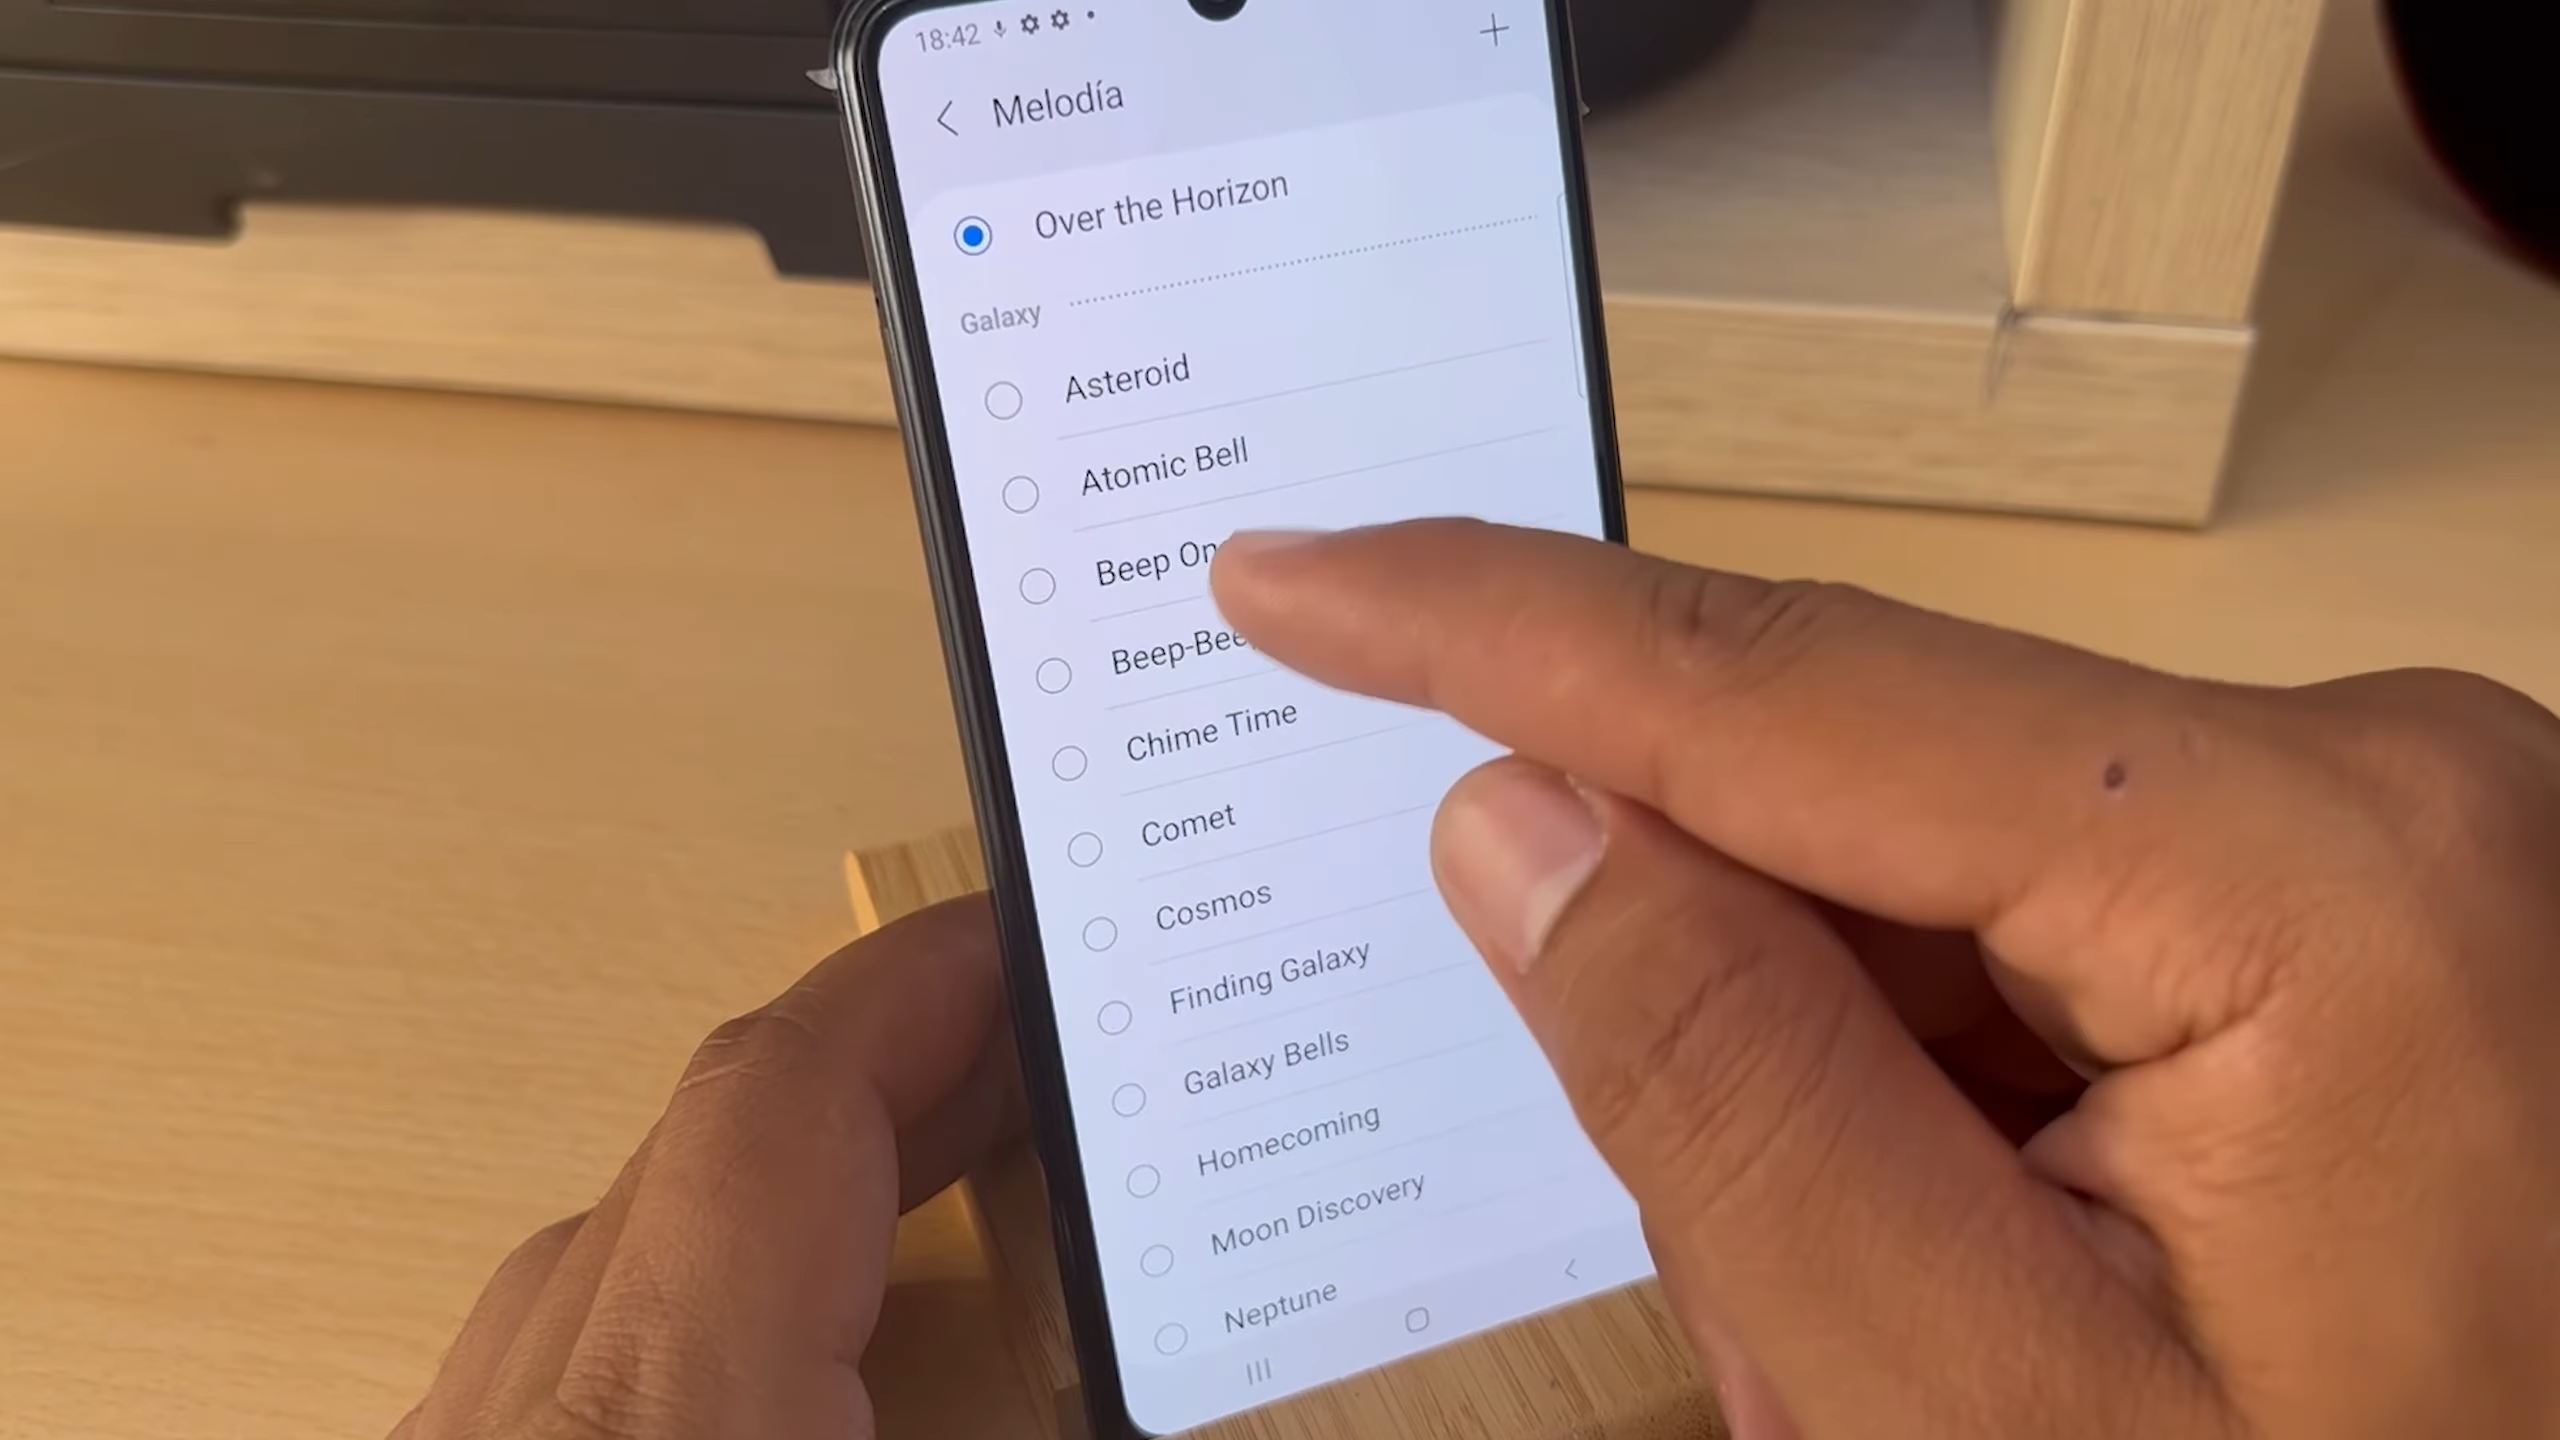 18:42
Melodía
Over the Horizon
Galaxy
Asteroid
Atomic Bell
Beep
Chime Time
Comet
Cosmos
Finding Galaxy
Galaxy Bells
Homecoming
Moon Discovery
Neptune